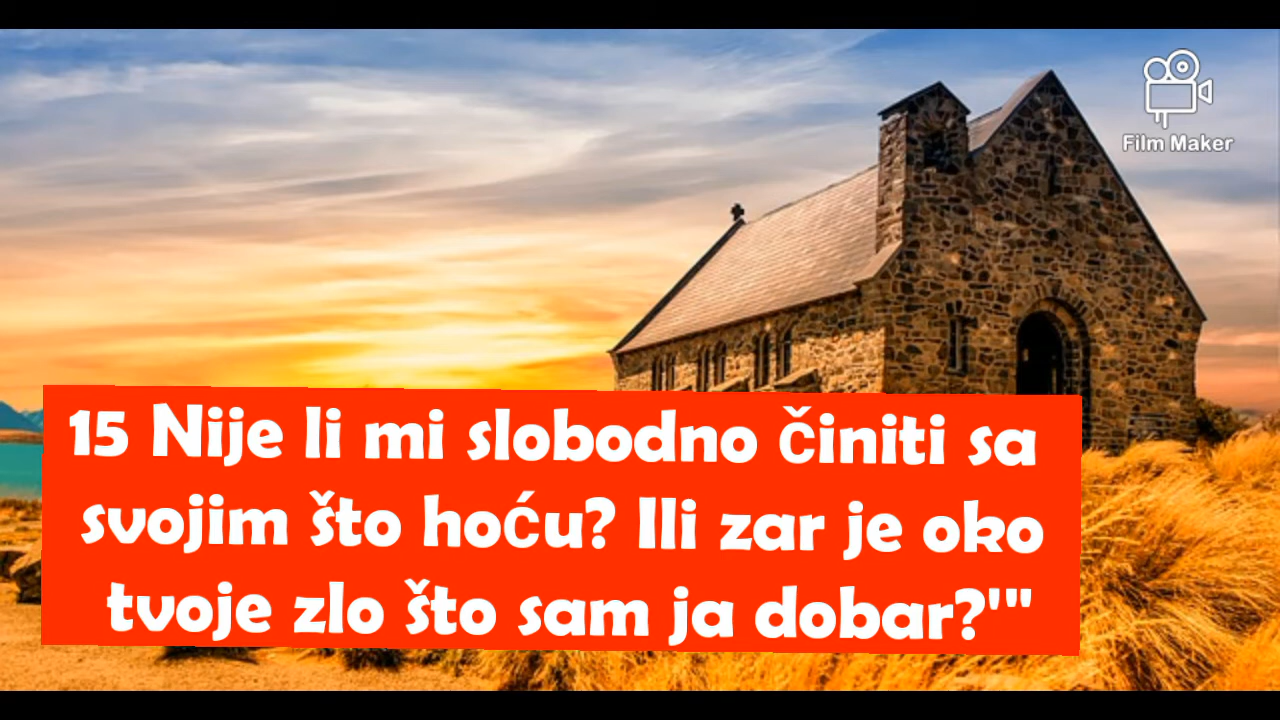 Film Maker
15 Nije li mi slobodno činiti sa
svojim što hoću? Ili zar je oko
tvoje zlo što sam ja dobar?'"